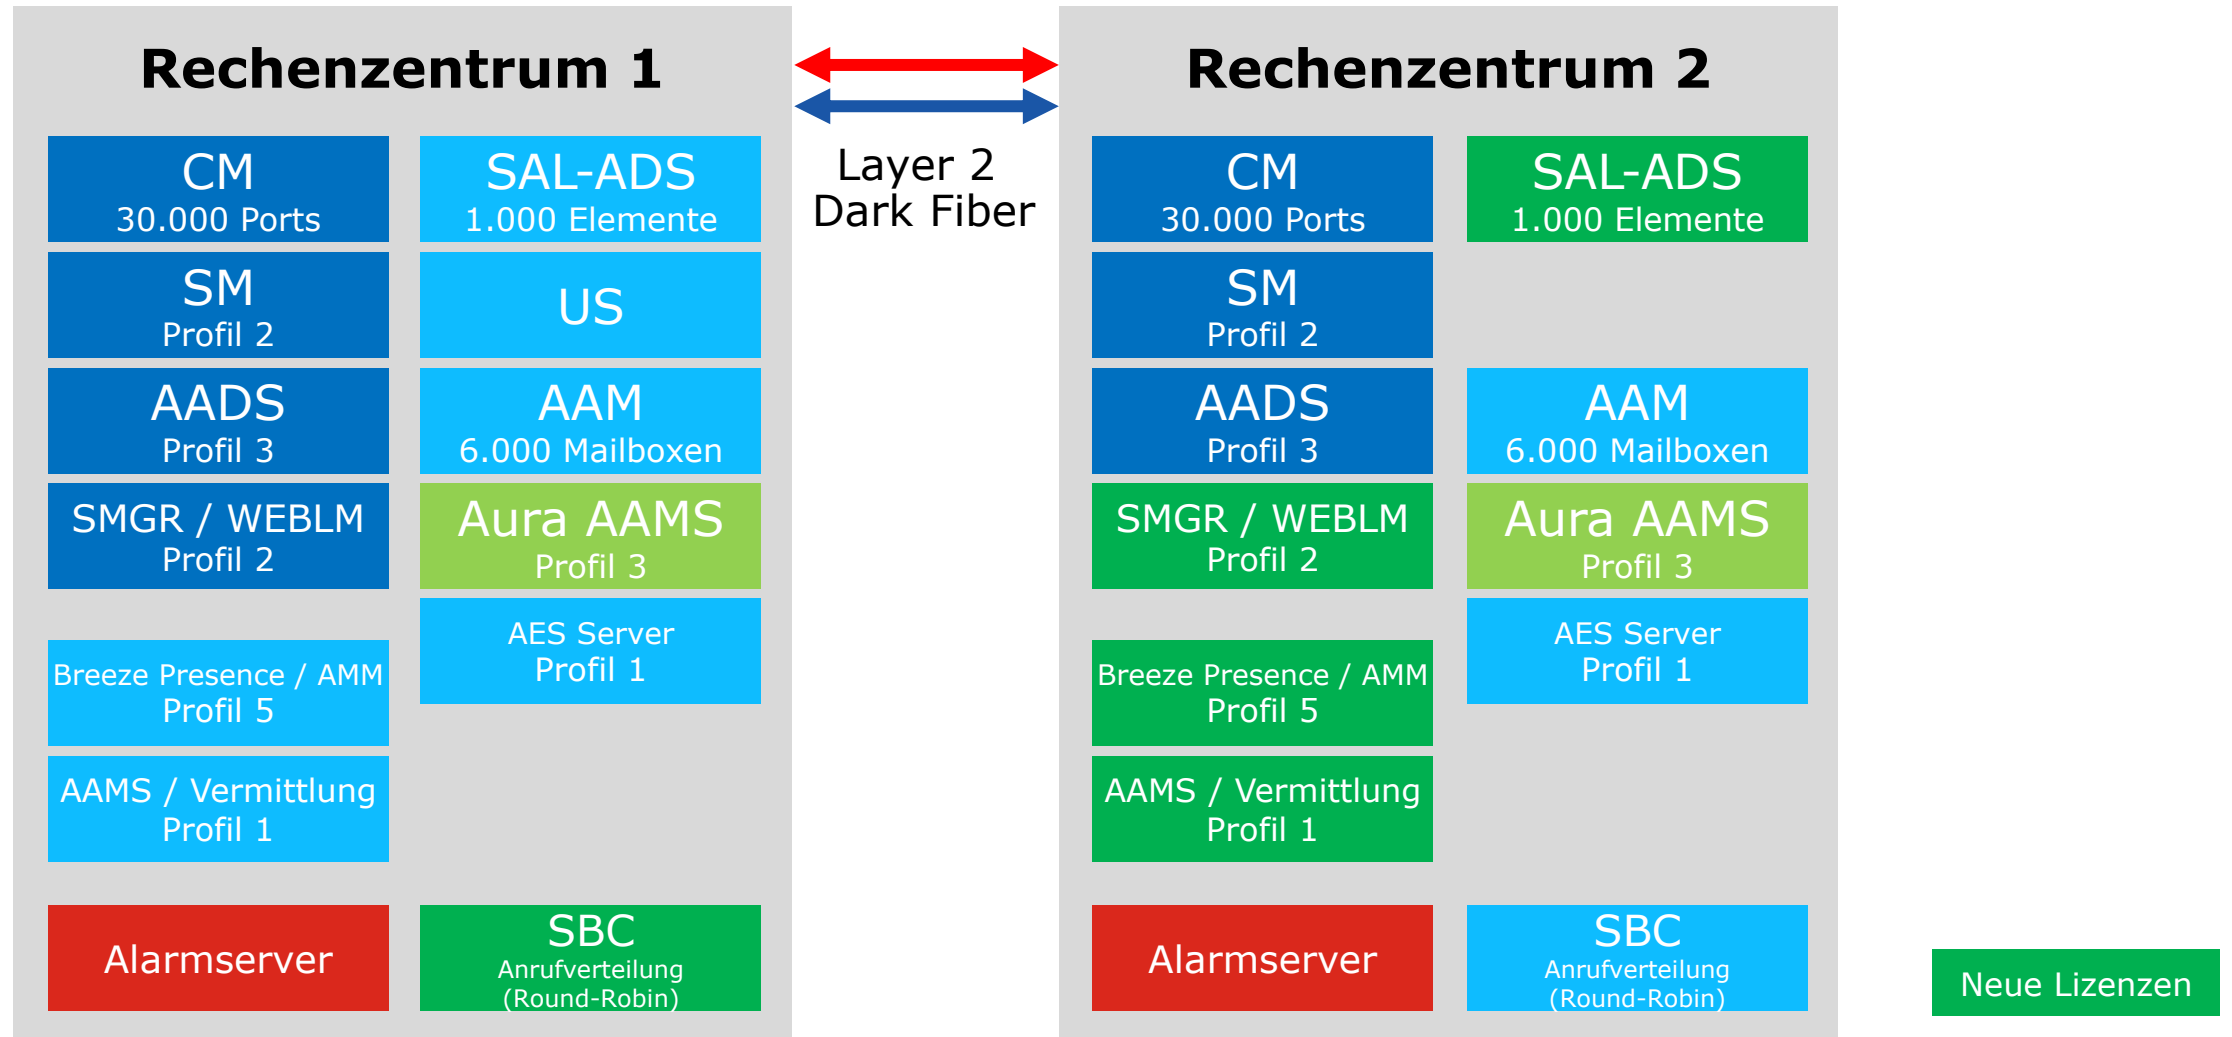 Rechenzentrum 1
CM
30.000 Ports
SAL-ADS
1.000 Elemente
SM
Profil 2
US
AADS
Profil 3
AAM
6.000 Mailboxen
SMGR / WEBLM
Profil 2
Aura AAMS
Profil 3
AES Server
Profil 1
Breeze Presence / AMM
Profil 5
AAMS / Vermittlung
Profil 1
Alarmserver
SBC
Anrufverteilung
(Round-Robin)
Layer 2
Dark Fiber
Rechenzentrum 2
CM
30.000 Ports
SAL-ADS
1.000 Elemente
SM
Profil 2
AADS
Profil 3
AAM
6.000 Mailboxen
SMGR / WEBLM
Profil 2
Aura AAMS
Profil 3
AES Server
Profil 1
Breeze Presence / AMM
Profil 5
AAMS / Vermittlung
Profil 1
Alarmserver
SBC
Anrufverteilung
(Round-Robin)
Neue Lizenzen